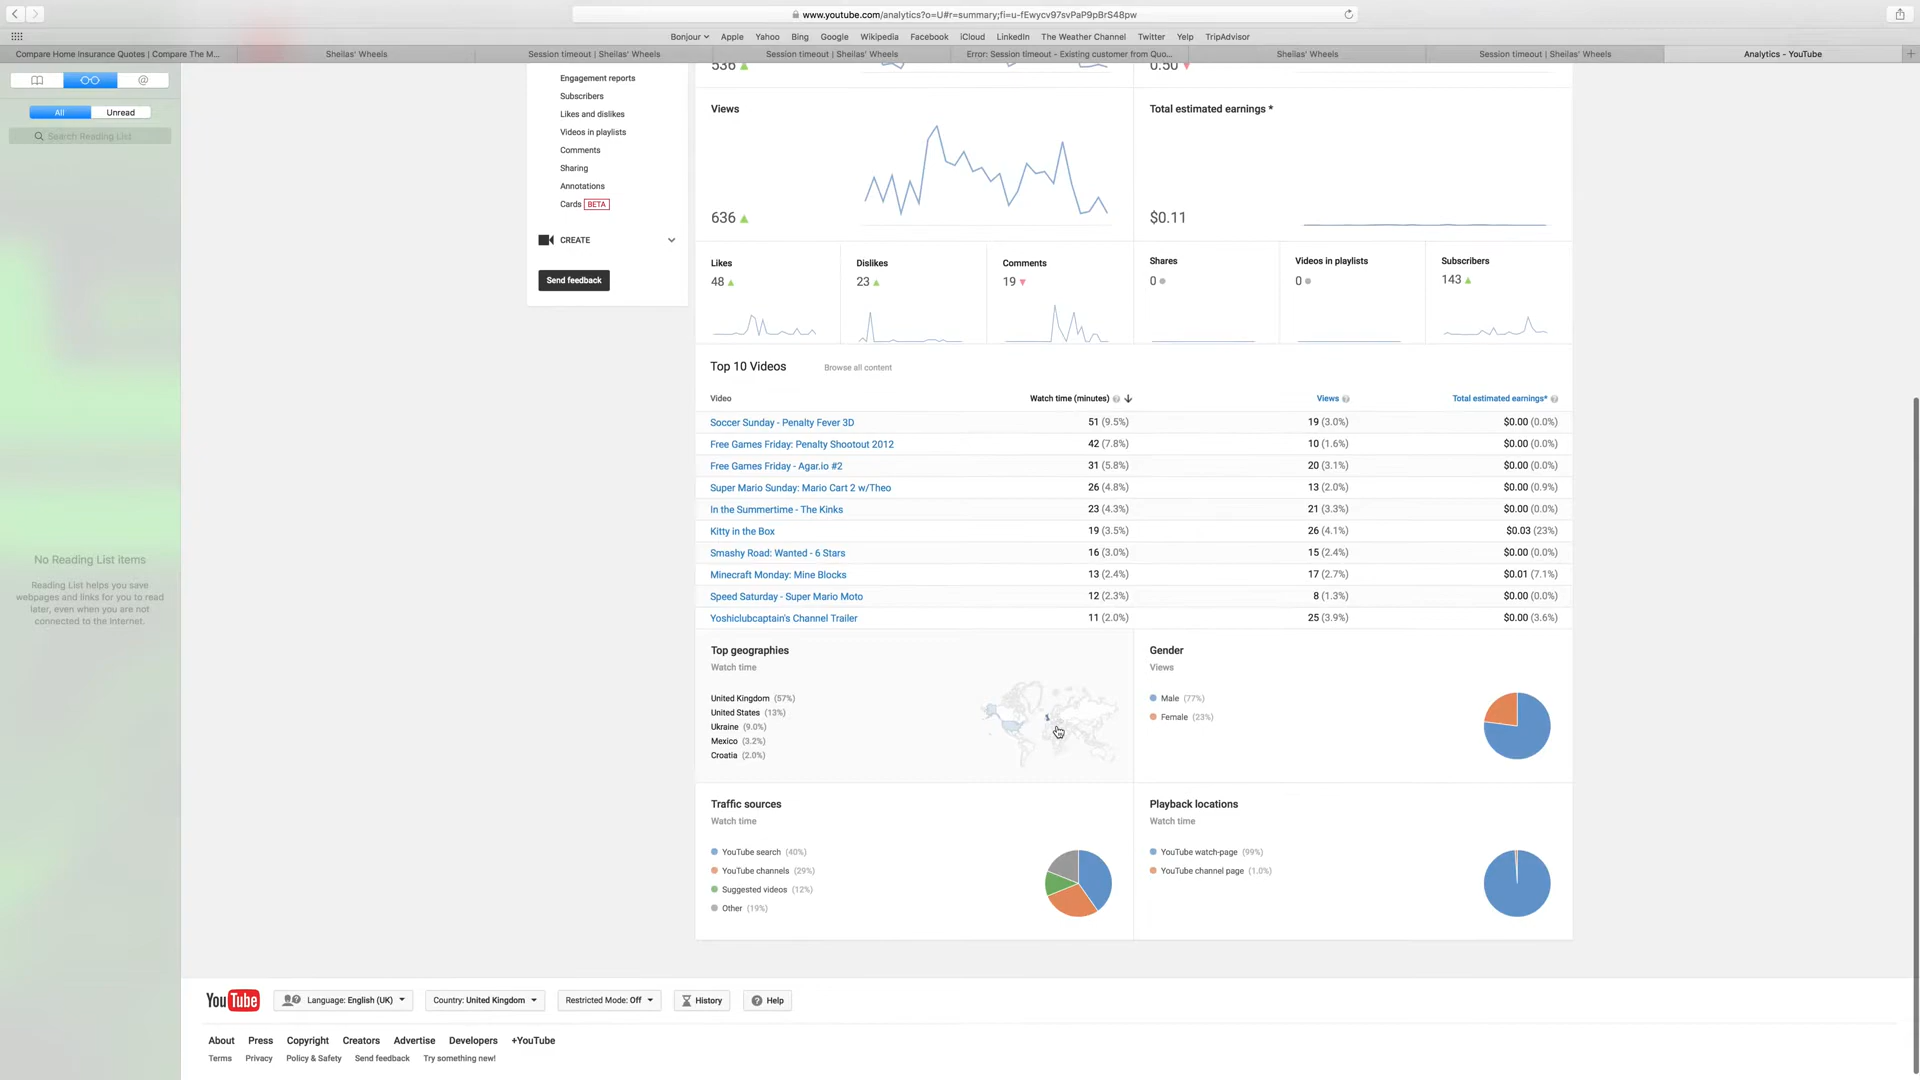 www.youtube.com/analytics?o=U#r=summary;fi=u-fEwycv97svPaP9pBrS48pw
Bonjour Apple Yahoo Bing Google Wikipedia Facebook iCloud LinkedIn The Weather Channel Twitter Yelp TripAdvisor
Compare Home Insurance Quotes | Compare The M... Sheilas' Wheels Session timeout | Sheilas' Wheels Session timeout | Sheilas' Wheels Error: Session timeout - Existing customer from Quo... Sheilas' Wheels Session timeout | Sheilas' Wheels Analytics - YouTube
All Unread
Search Reading List
No Reading List items
Reading List helps you save
webpages and links for you to read
later, even when you are not
connected to the Internet.
Engagement reports
Subscribers
Likes and dislikes
Videos in playlists
Comments
Sharing
Annotations
Cards BETA
CREATE
Send feedback
536 0.50
Views
636
Total estimated earnings *
$0.11
Likes
48
Dislikes
23
Comments
19
Shares
0
Videos in playlists
0
Subscribers
143
Top 10 Videos Browse all content
Video Watch time (minutes) Views Total estimated earnings*
Soccer Sunday - Penalty Fever 3D 51 (9.5%) 19 (3.0%) $0.00 (0.0%)
Free Games Friday: Penalty Shootout 2012 42 (7.8%) 10 (1.6%) $0.00 (0.0%)
Free Games Friday - Agar.io #2 31 (5.8%) 20 (3.1%) $0.00 (0.0%)
Super Mario Sunday: Mario Cart 2 w/Theo 26 (4.8%) 13 (2.0%) $0.00 (0.9%)
In the Summertime - The Kinks 23 (4.3%) 21 (3.3%) $0.00 (0.0%)
Kitty in the Box 19 (3.5%) 26 (4.1%) $0.03 (23%)
Smashy Road: Wanted - 6 Stars 16 (3.0%) 15 (2.4%) $0.00 (0.0%)
Minecraft Monday: Mine Blocks 13 (2.4%) 17 (2.7%) $0.01 (7.1%)
Speed Saturday - Super Mario Moto 12 (2.3%) 8 (1.3%) $0.00 (0.0%)
Yoshiclubcaptain's Channel Trailer 11 (2.0%) 25 (3.9%) $0.00 (3.6%)
Top geographies
Watch time
United Kingdom (57%)
United States (13%)
Ukraine (9.0%)
Mexico (3.2%)
Croatia (2.0%)
Gender
Views
Male (77%)
Female (23%)
Traffic sources
Watch time
YouTube search (40%)
YouTube channels (29%)
Suggested videos (12%)
Other (19%)
Playback locations
Watch time
YouTube watch-page (99%)
YouTube channel page (1.0%)
YouTube Language: English (UK) Country: United Kingdom Restricted Mode: Off History Help
About Press Copyright Creators Advertise Developers +YouTube
Terms Privacy Policy & Safety Send feedback Try something new!